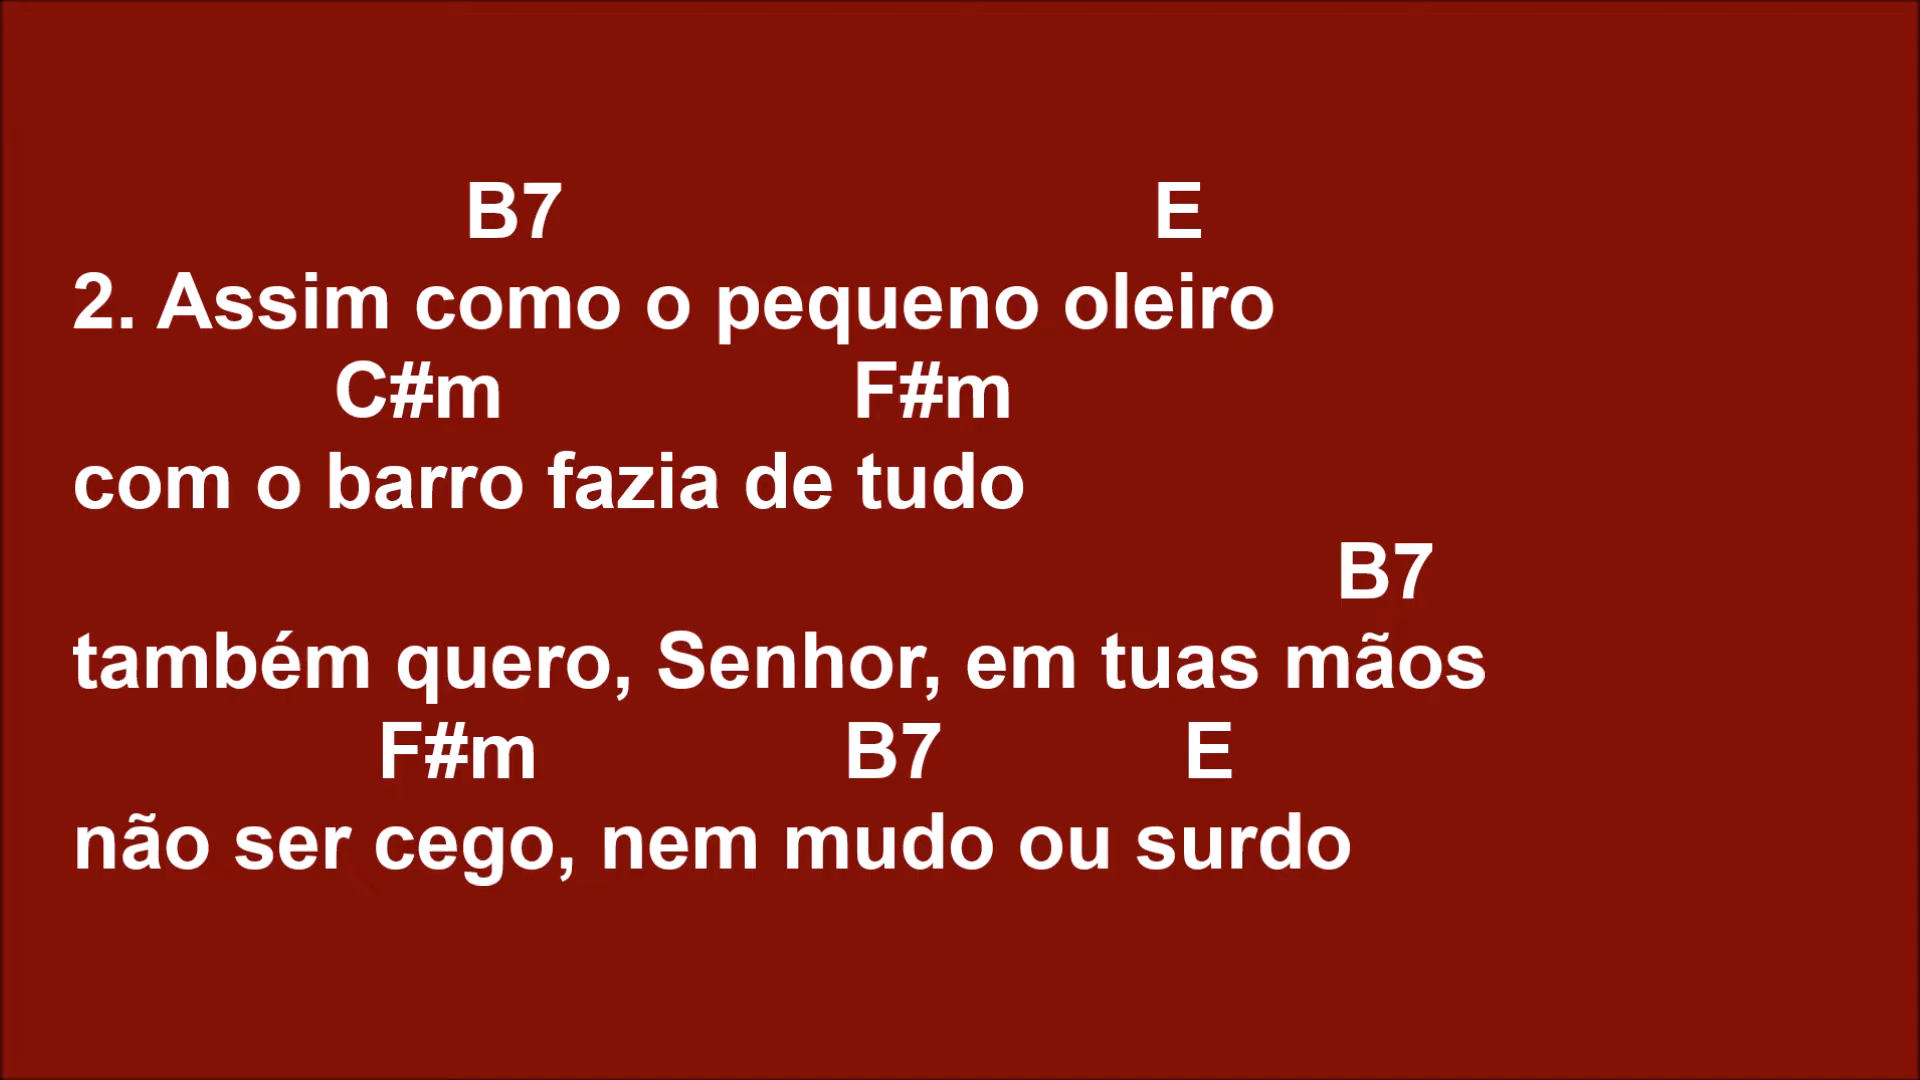 B7 E
2. Assim como o pequeno oleiro
C#m F#m
com o barro fazia de tudo
B7
também quero, Senhor, em tuas mãos
F#m B7 E
não ser cego, nem mudo ou surdo